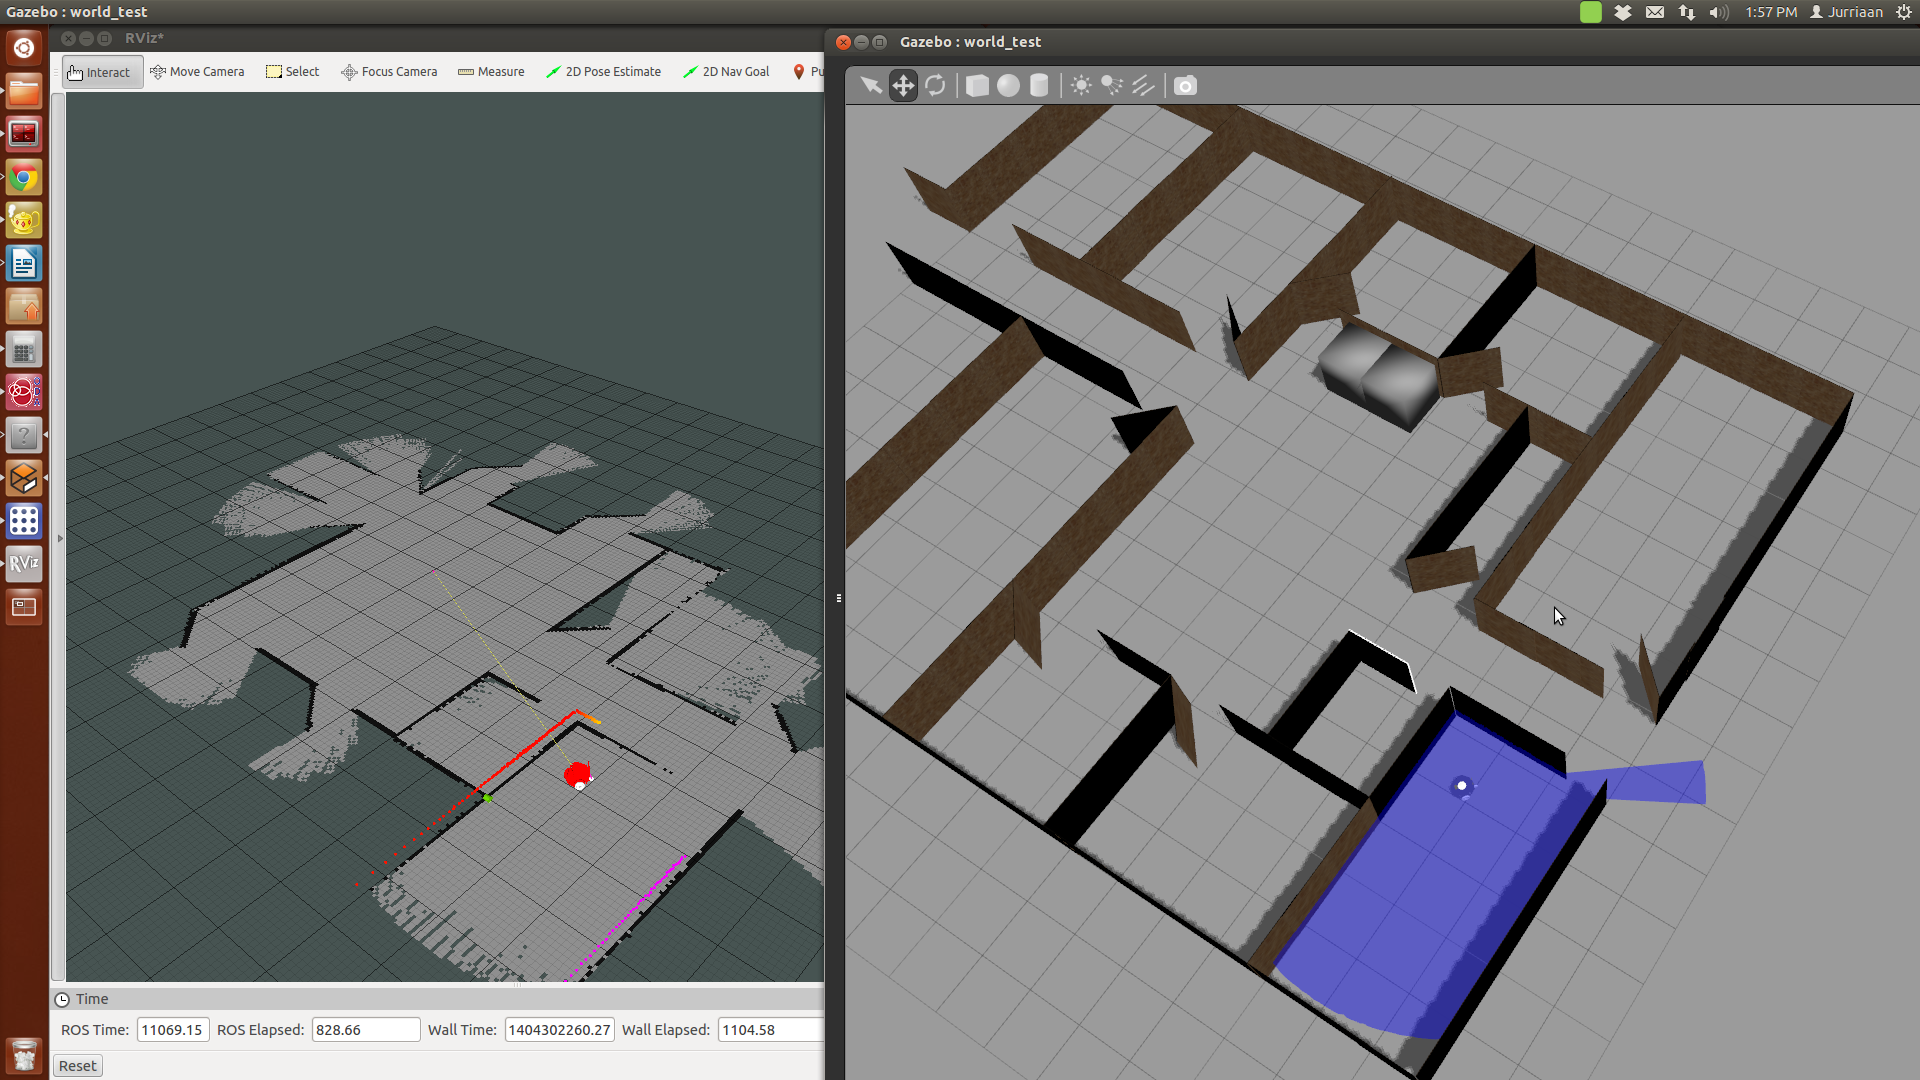 Gazebo : world_test
1:57 PM Jurriaan
RViz*
Interact Move Camera Select Focus Camera Measure 2D Pose Estimate 2D Nav Goal Pu
Gazebo : world_test
RViz
Time
ROS Time: 11069.15 ROS Elapsed: 828.66 Wall Time: 1404302260.27 Wall Elapsed: 1104.58
Reset